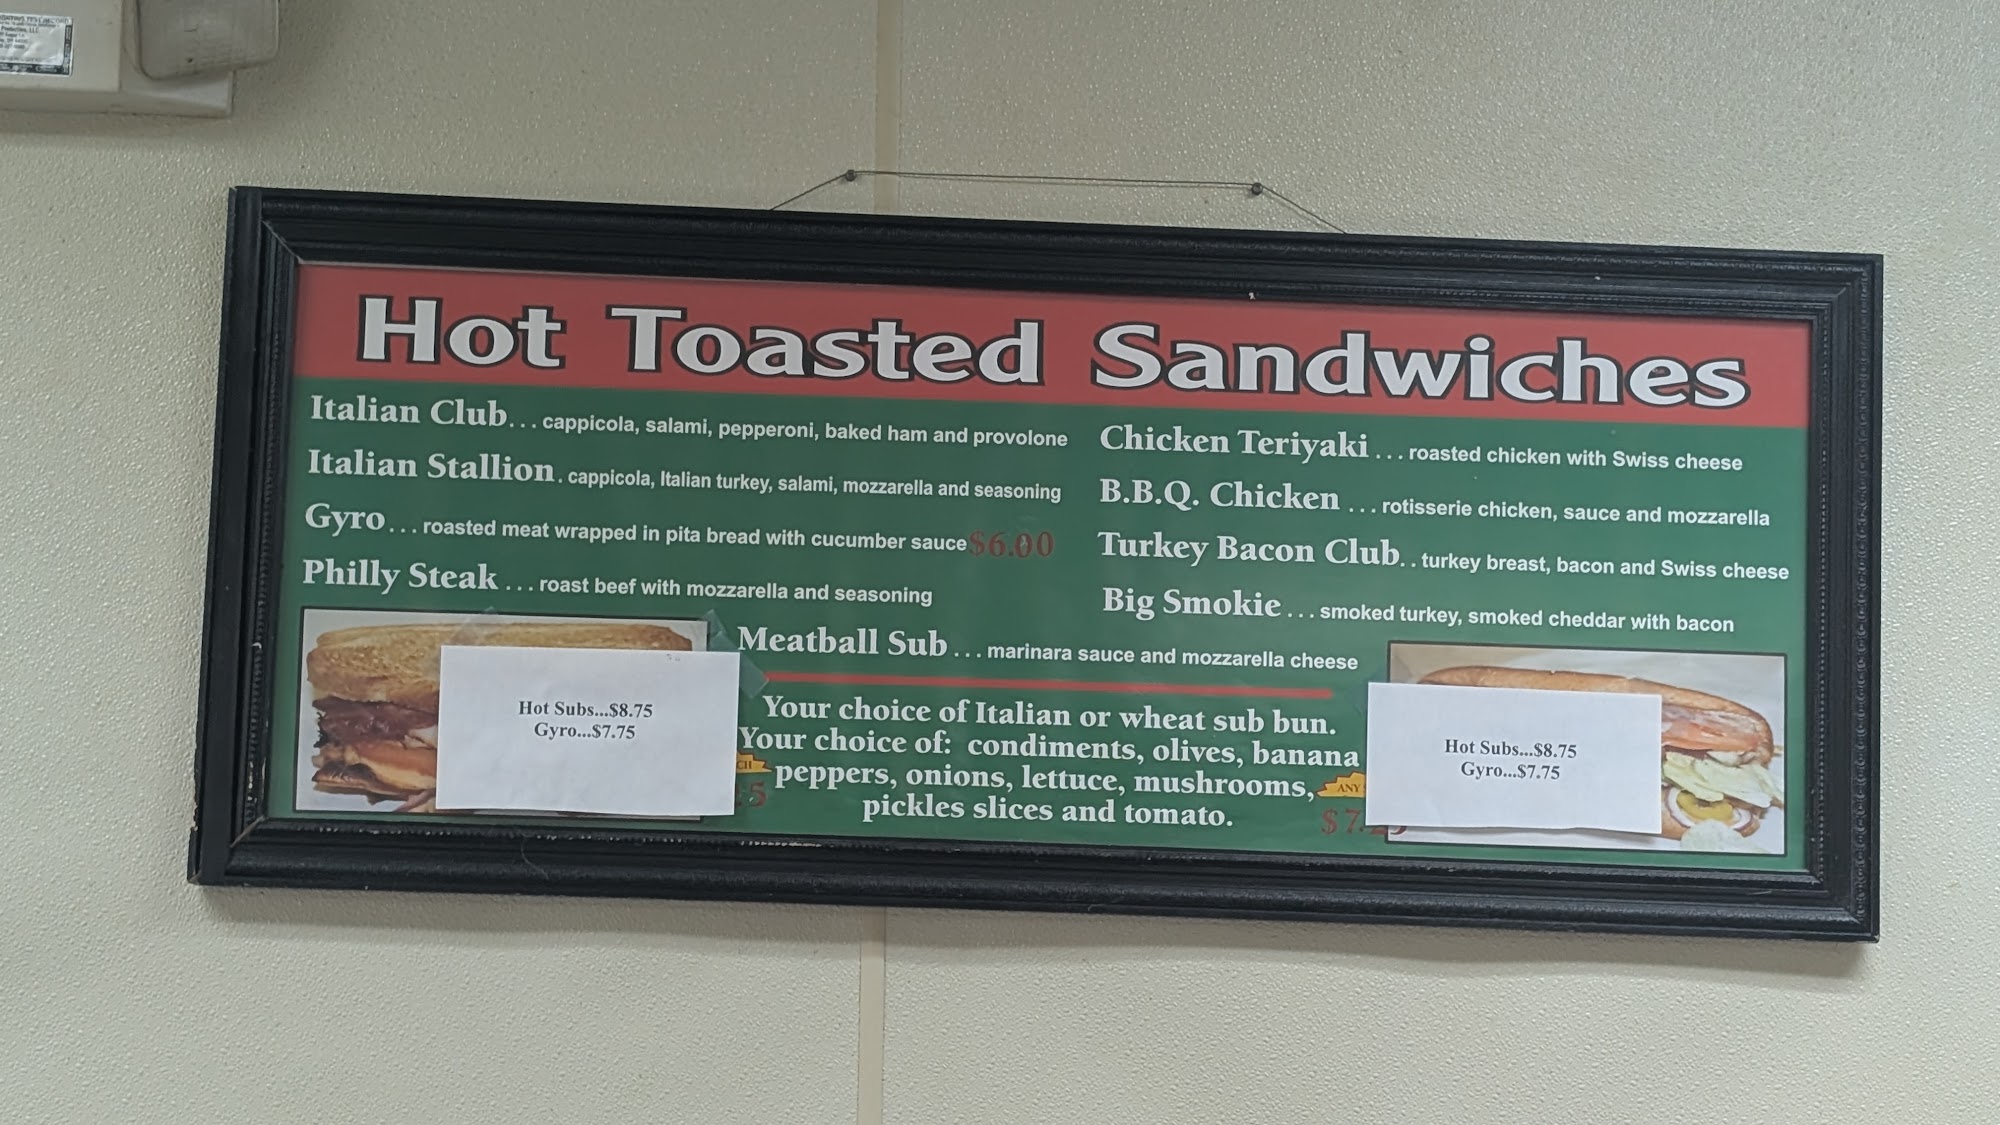 Hot Toasted Sandwiches
Italian Club... cappicola, salami, pepperoni, baked ham and provolone
Italian Stallion. cappicola, Italian turkey, salami, mozzarella and seasoning
Gyro... roasted meat wrapped in pita bread with cucumber sauce $6.00
Philly Steak ... roast beef with mozzarella and seasoning
Chicken Teriyaki ... roasted chicken with Swiss cheese
B.B.Q. Chicken ... rotisserie chicken, sauce and mozzarella
Turkey Bacon Club.. turkey breast, bacon and Swiss cheese
Big Smokie ... smoked turkey, smoked cheddar with bacon
Meatball Sub ... marinara sauce and mozzarella cheese
Your choice of Italian or wheat sub bun.
Your choice of: condiments, olives, banana
peppers, onions, lettuce, mushrooms,
pickles slices and tomato.
Hot Subs...$8.75
Gyro...$7.75
ANY
Hot Subs...$8.75
Gyro...$7.75